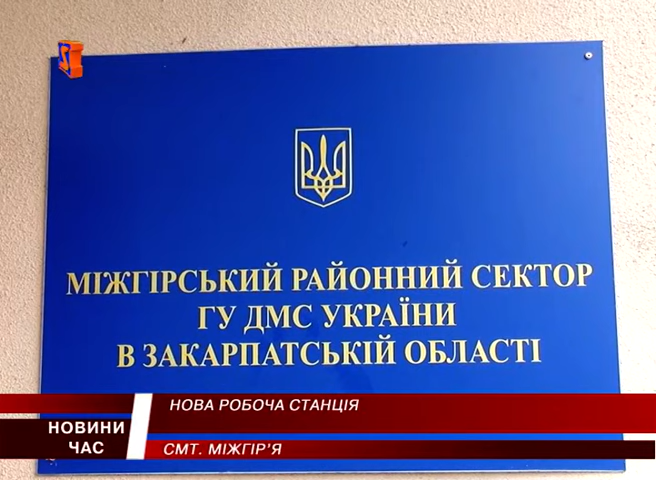 МІЖГІРСЬКИЙ РАЙОННИЙ СЕКТОР
ГУ ДМС УКРАЇНИ
В ЗАКАРПАТСЬКІЙ ОБЛАСТІ
НОВА РОБОЧА СТАНЦІЯ
НОВИНИ
ЧАС
СМТ. МІЖГІР'Я